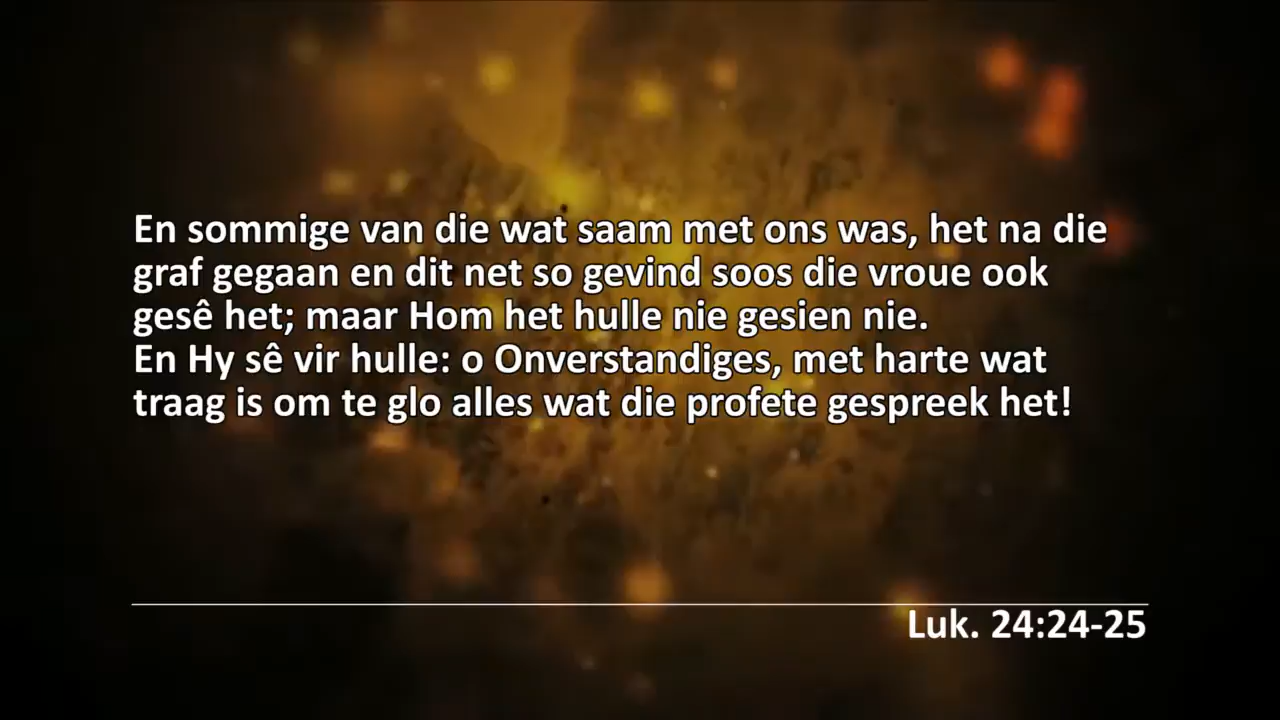 En sommige van die wat saam met ons was, het na die
graf gegaan en dit net so gevind soos die vroue ook
gesê het; maar Hom het hulle nie gesien nie.
En Hy sê vir hulle: o Onverstandiges, met harte wat
traag is om te glo alles wat die profete gespreek het!
Luk. 24:24-25